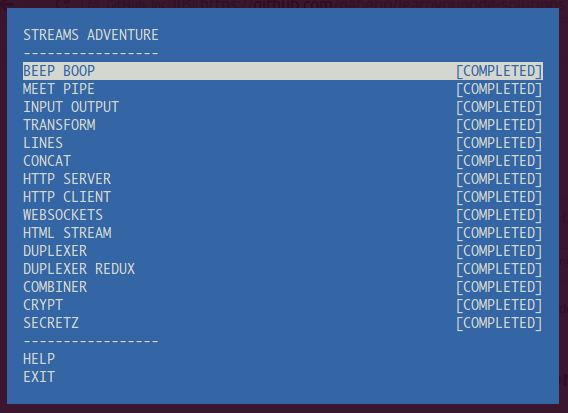 STREAMS ADVENTURE
-----------------
BEEP BOOP [COMPLETED]
MEET PIPE [COMPLETED]
INPUT OUTPUT [COMPLETED]
TRANSFORM [COMPLETED]
LINES [COMPLETED]
CONCAT [COMPLETED]
HTTP SERVER [COMPLETED]
HTTP CLIENT [COMPLETED]
WEBSOCKETS [COMPLETED]
HTML STREAM [COMPLETED]
DUPLEXER [COMPLETED]
DUPLEXER REDUX [COMPLETED]
COMBINER [COMPLETED]
CRYPT [COMPLETED]
SECRETZ [COMPLETED]
-----------------
HELP
EXIT